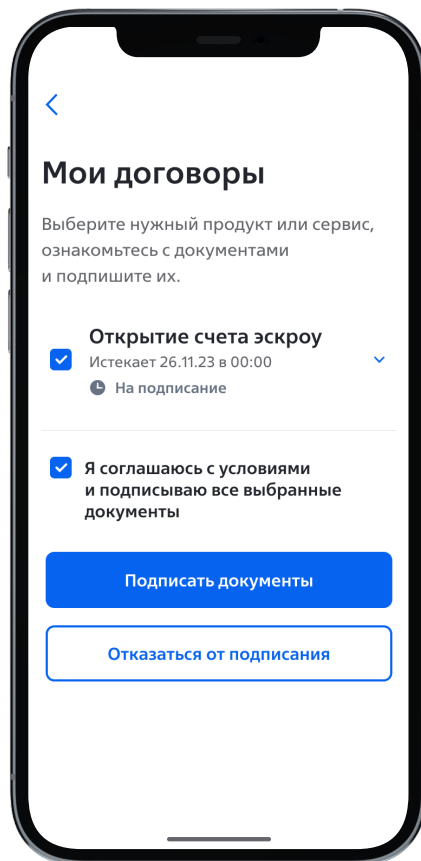 Мои договоры
Выберите нужный продукт или сервис,
ознакомьтесь с документами
и подпишите их.
Открытие счета эскроу
Истекает 26.11.23 в 00:00
На подписание
Я соглашаюсь с условиями
и подписываю все выбранные
документы
Подписать документы
Отказаться от подписания